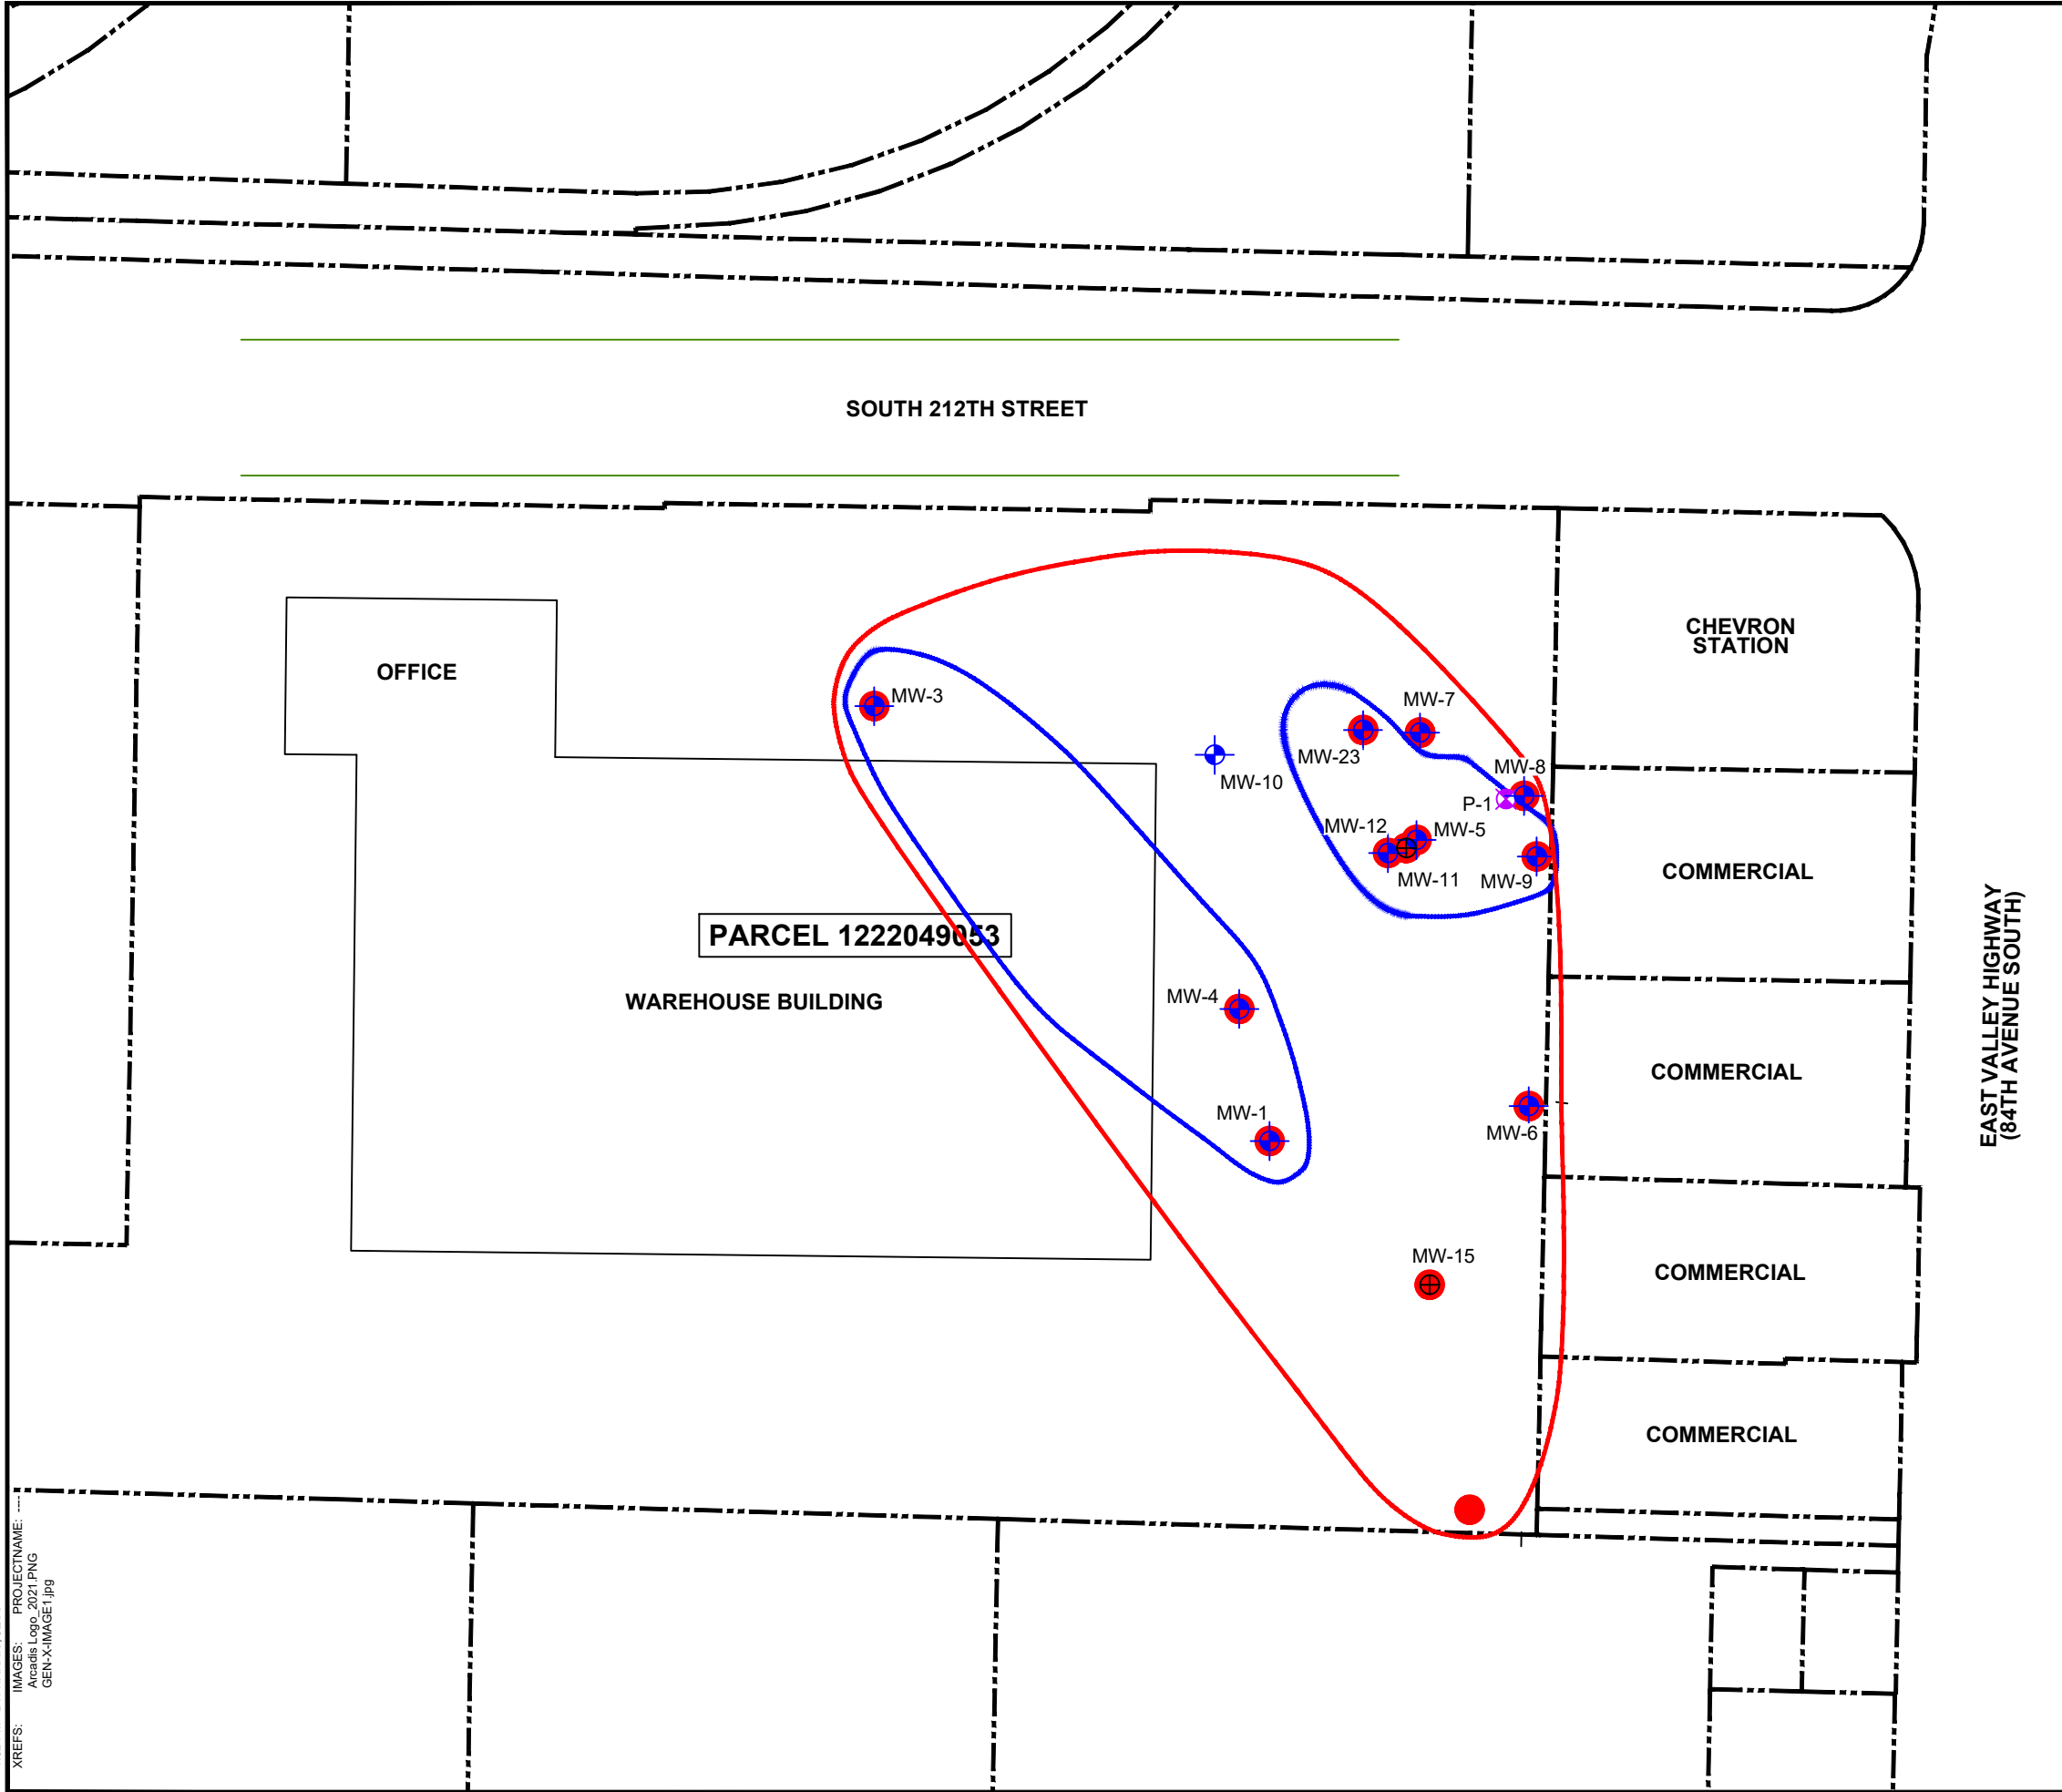 SOUTH 212TH STREET
CHEVRON
STATION
OFFICE
MW-3
MW-7
MW-23
MW-10
MW-8
P-1
MW-12
MW-5
MW-11
MW-9
COMMERCIAL
PARCEL 1222049053
WAREHOUSE BUILDING
MW-4
EAST VALLEY HIGHWAY
(84TH AVENUE SOUTH)
COMMERCIAL
MW-1
MW-6
MW-15
COMMERCIAL
COMMERCIAL
XREFS:
IMAGES:
PROJECTNAME: ----
Arcadis Logo_2021.PNG
GEN-X-IMAGE1.jpg